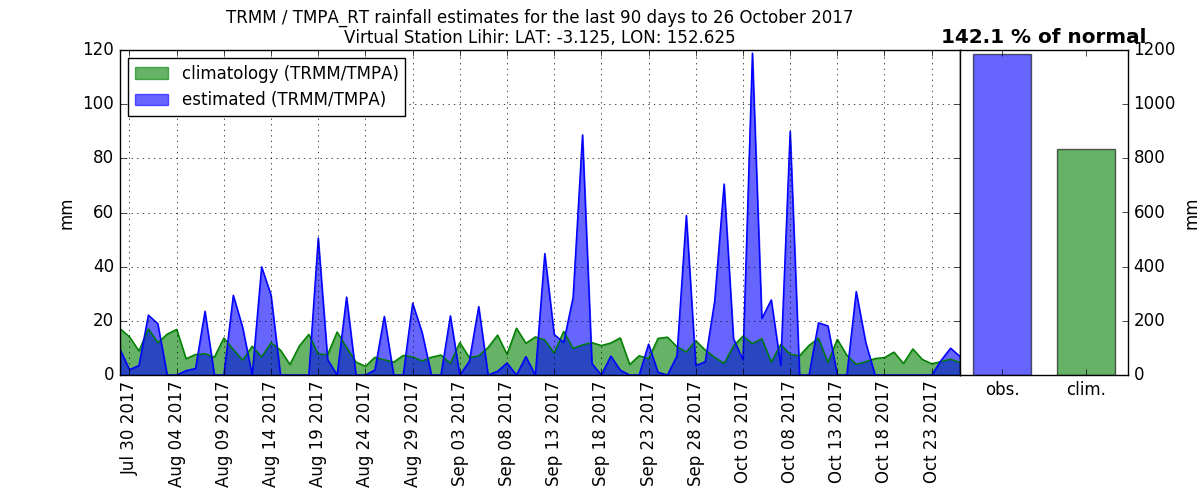 TRMM / TMPA_RT rainfall estimates for the last 90 days to 26 October 2017
Virtual Station Lihir: LAT: -3.125, LON: 152.625
142.1 % of normal
climatology (TRMM/TMPA)
estimated (TRMM/TMPA)
mm
120
100
80
60
40
20
0
Jul 30 2017
Aug 04 2017
Aug 09 2017
Aug 14 2017
Aug 19 2017
Aug 24 2017
Aug 29 2017
Sep 03 2017
Sep 08 2017
Sep 13 2017
Sep 18 2017
Sep 23 2017
Sep 28 2017
Oct 03 2017
Oct 08 2017
Oct 13 2017
Oct 18 2017
Oct 23 2017
obs.
clim.
1200
1000
800
600
400
200
0
mm